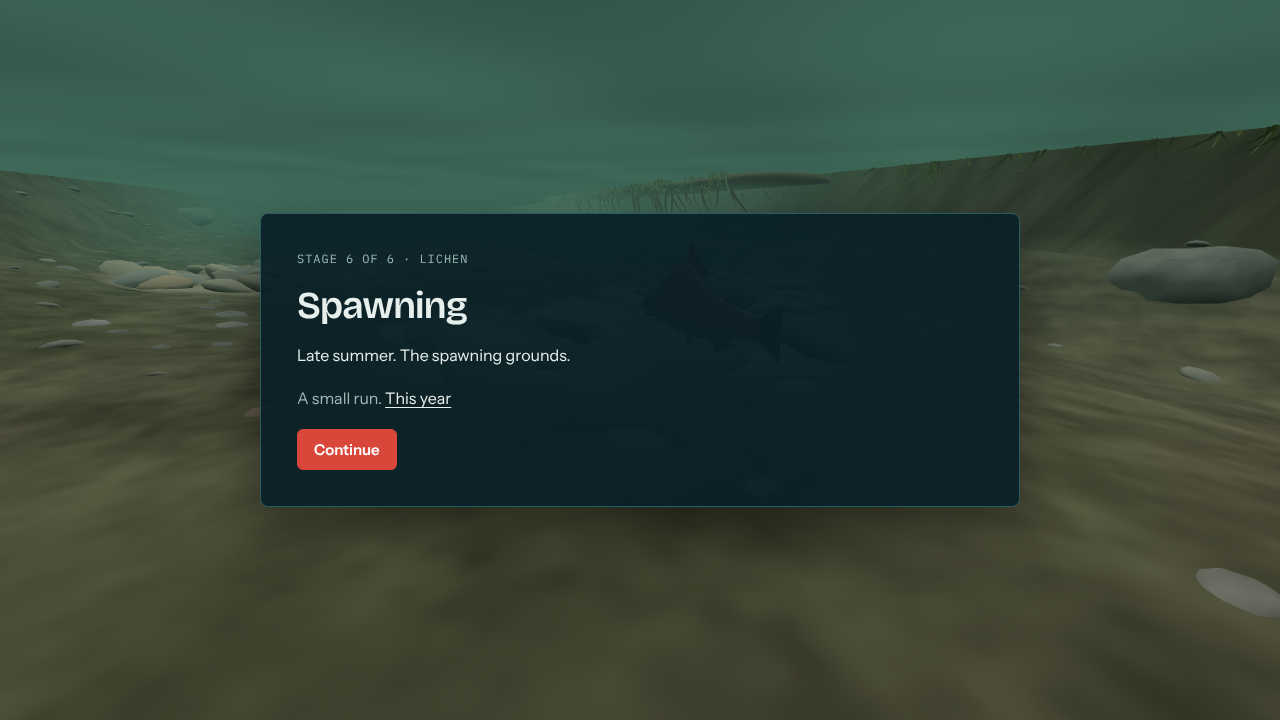 STAGE 6 OF 6 · LICHEN
Spawning
Late summer. The spawning grounds.
A small run. This year
Continue